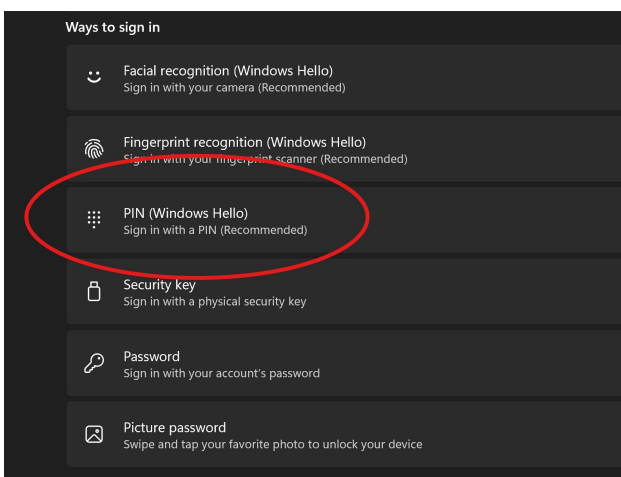 Ways to sign in
Facial recognition (Windows Hello)
Sign in with your camera (Recommended)
Fingerprint recognition (Windows Hello)
Sign in with your fingerprint scanner (Recommended)
PIN (Windows Hello)
Sign in with a PIN (Recommended)
Security key
Sign in with a physical security key
Password
Sign in with your account's password
Picture password
Swipe and tap your favorite photo to unlock your device